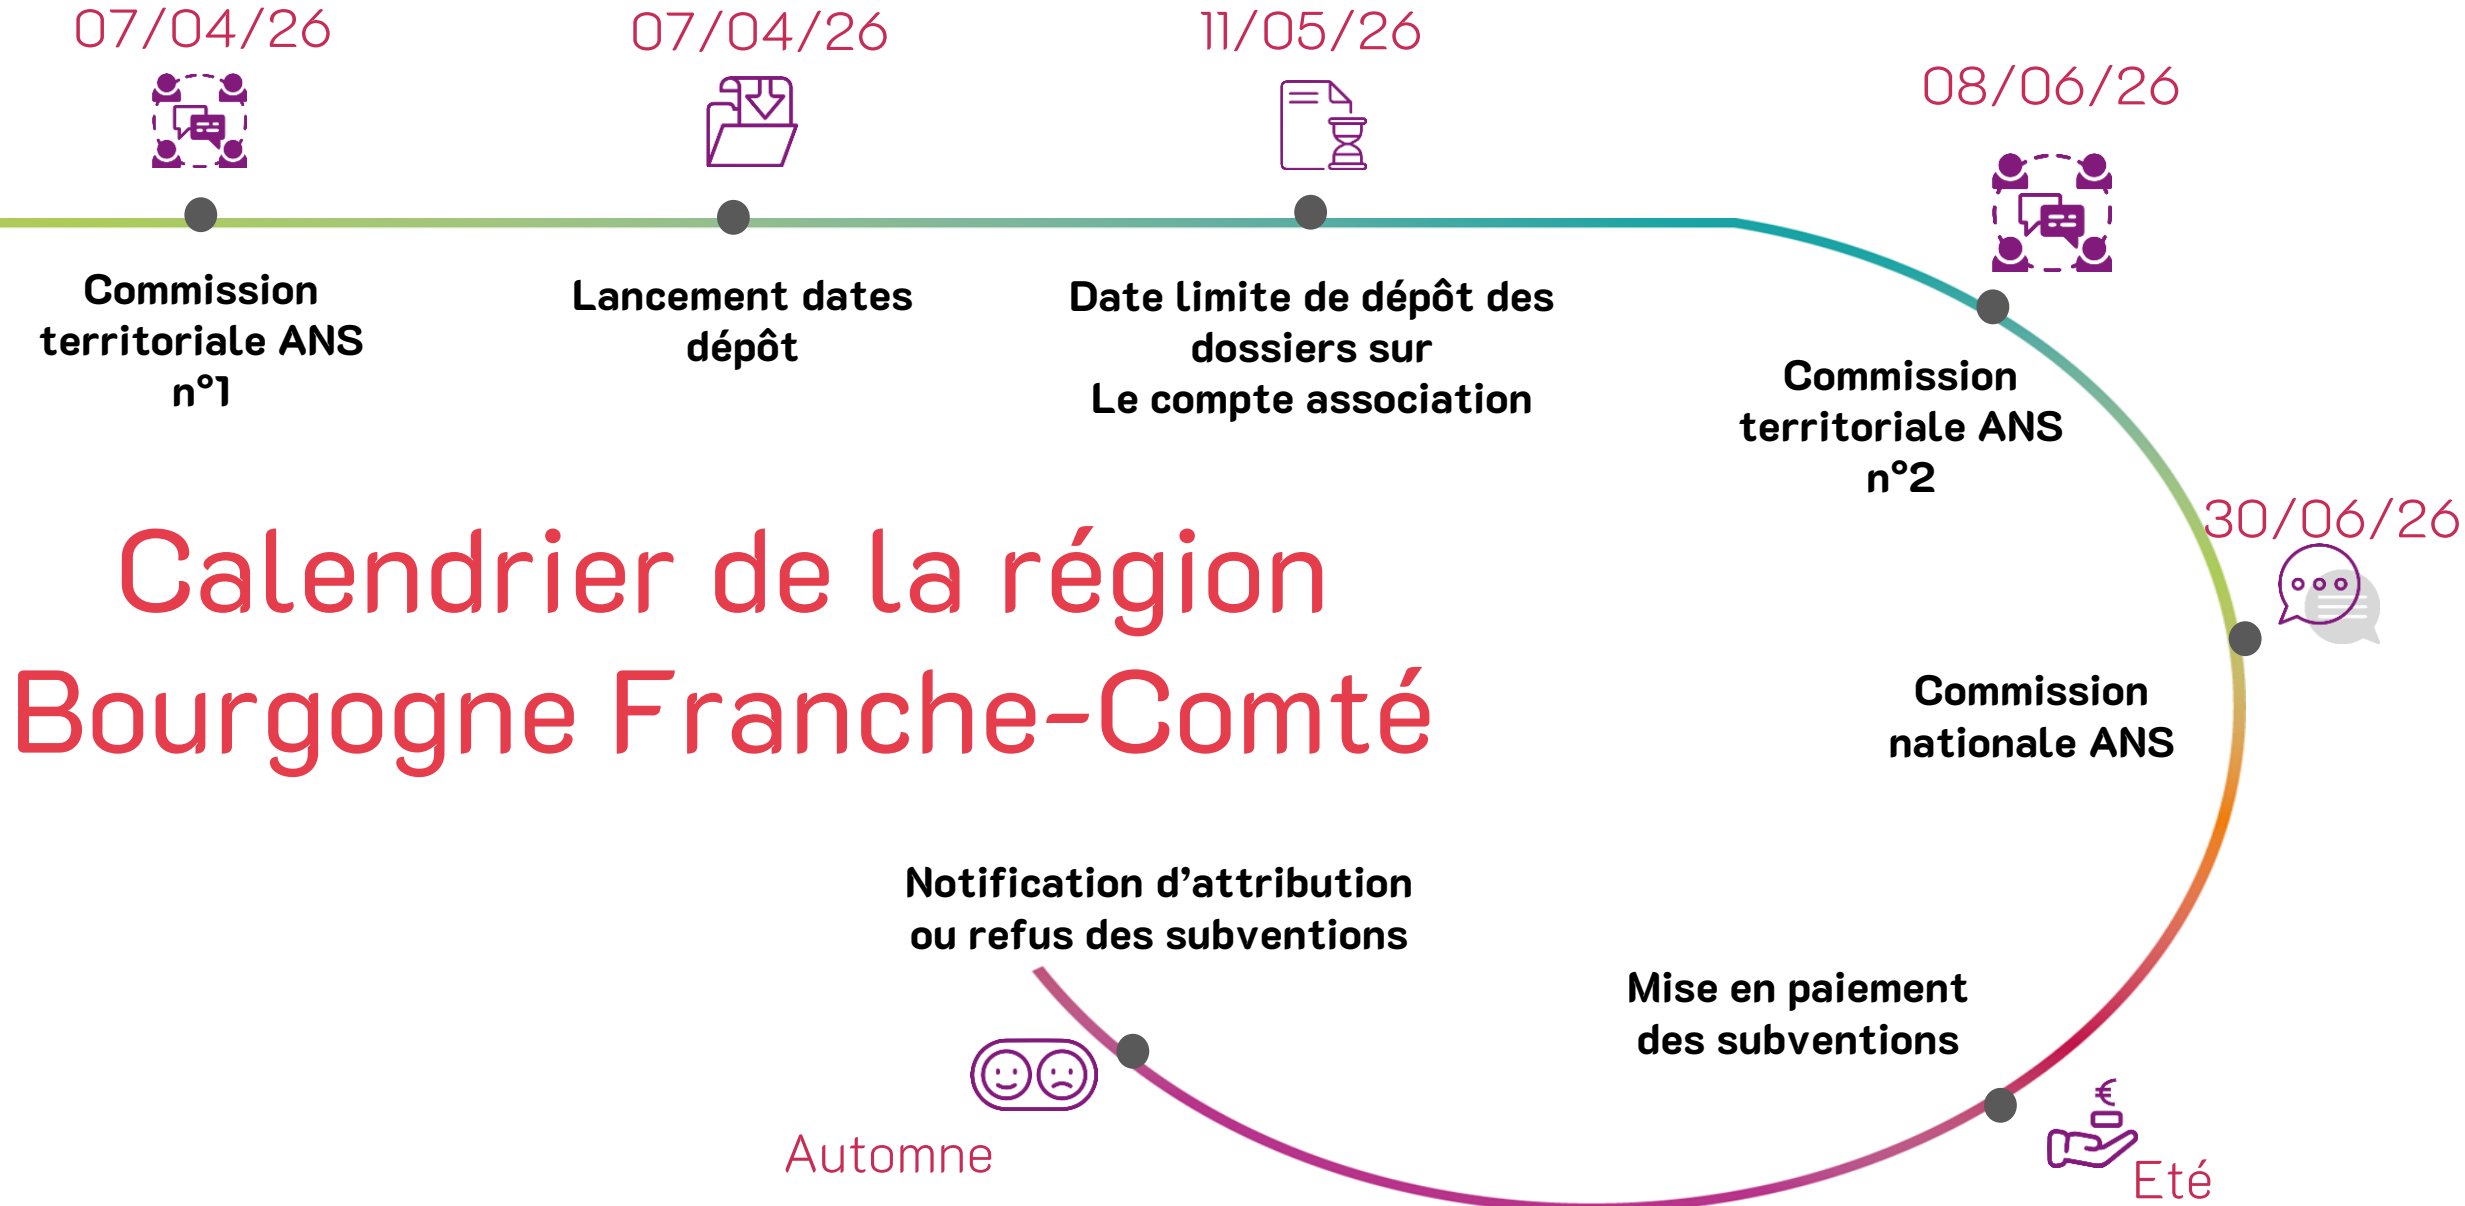 07/04/26
Commission
territoriale ANS
n°1
07/04/26
Lancement dates
dépôt
11/05/26
Date limite de dépôt des
dossiers sur
Le compte association
08/06/26
Commission
territoriale ANS
n°2
30/06/26
Commission
nationale ANS
Calendrier de la région
Bourgogne Franche-Comté
Mise en paiement
des subventions
€
Eté
Notification d’attribution
ou refus des subventions
Automne